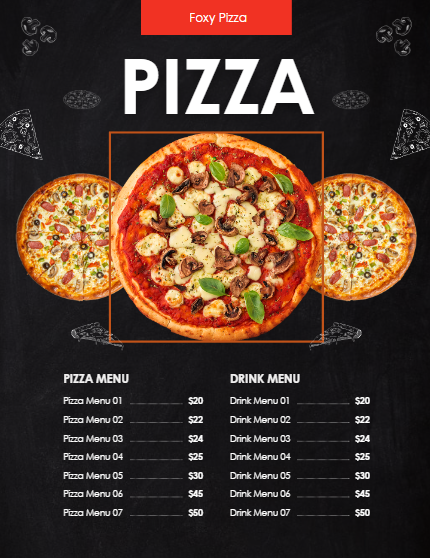 Foxy Pizza
PIZZA
PIZZA MENU
Pizza Menu 01 $20
Pizza Menu 02 $22
Pizza Menu 03 $24
Pizza Menu 04 $25
Pizza Menu 05 $30
Pizza Menu 06 $45
Pizza Menu 07 $50
DRINK MENU
Drink Menu 01 $20
Drink Menu 02 $22
Drink Menu 03 $24
Drink Menu 04 $25
Drink Menu 05 $30
Drink Menu 06 $45
Drink Menu 07 $50